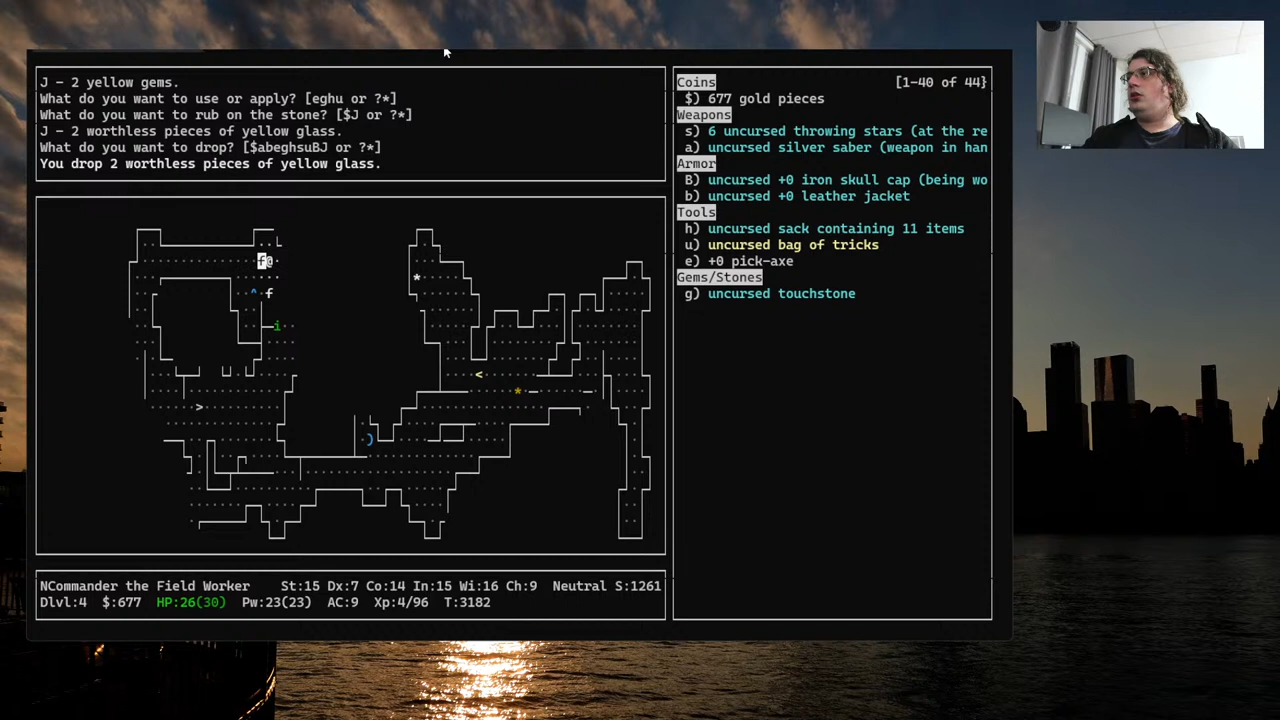 J - 2 yellow gems.
What do you want to use or apply? [eghu or ?*]
What do you want to rub on the stone? [$J or ?*]
J - 2 worthless pieces of yellow glass.
What do you want to drop? [$abeghsuBJ or ?*]
You drop 2 worthless pieces of yellow glass.
Coins [1-40 of 44}
$) 677 gold pieces
Weapons
s) 6 uncursed throwing stars (at the re
a) uncursed silver saber (weapon in han
Armor
B) uncursed +0 iron skull cap (being wo
b) uncursed +0 leather jacket
Tools
h) uncursed sack containing 11 items
u) uncursed bag of tricks
e) +0 pick-axe
Gems/Stones
g) uncursed touchstone
f@
*
^ f
i
<
*
>
)
NCommander the Field Worker St:15 Dx:7 Co:14 In:15 Wi:16 Ch:9 Neutral S:1261
Dlvl:4 $:677 HP:26(30) Pw:23(23) AC:9 Xp:4/96 T:3182